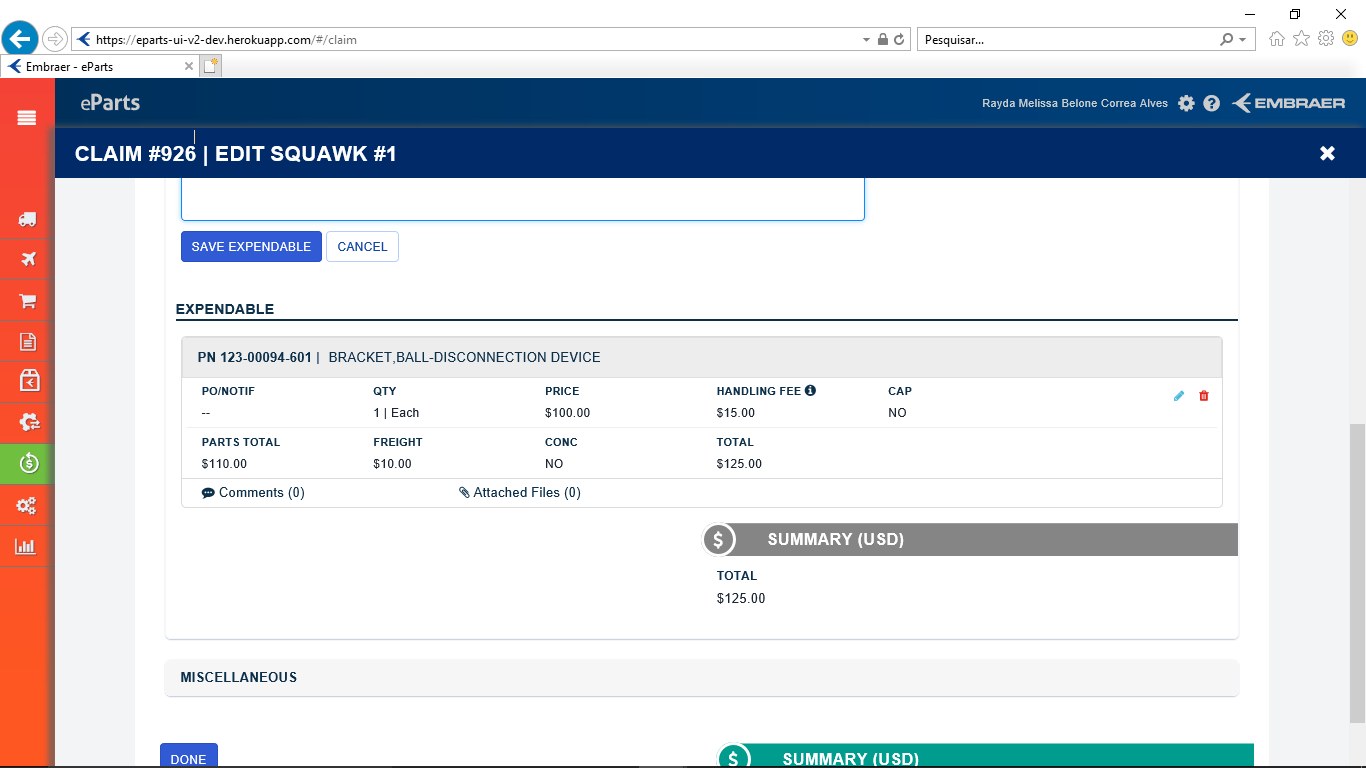 https://eparts-ui-v2-dev.herokuapp.com/#/claim
Pesquisar...
Embraer - eParts
eParts
Rayda Melissa Belone Correa Alves
EMBRAER
CLAIM #926 | EDIT SQUAWK #1
SAVE EXPENDABLE
CANCEL
EXPENDABLE
PN 123-00094-601 | BRACKET,BALL-DISCONNECTION DEVICE
PO/NOTIF QTY PRICE HANDLING FEE CAP
-- 1 | Each $100.00 $15.00 NO
PARTS TOTAL FREIGHT CONC TOTAL
$110.00 $10.00 NO $125.00
Comments (0) Attached Files (0)
$ SUMMARY (USD)
TOTAL
$125.00
MISCELLANEOUS
DONE
$ SUMMARY (USD)